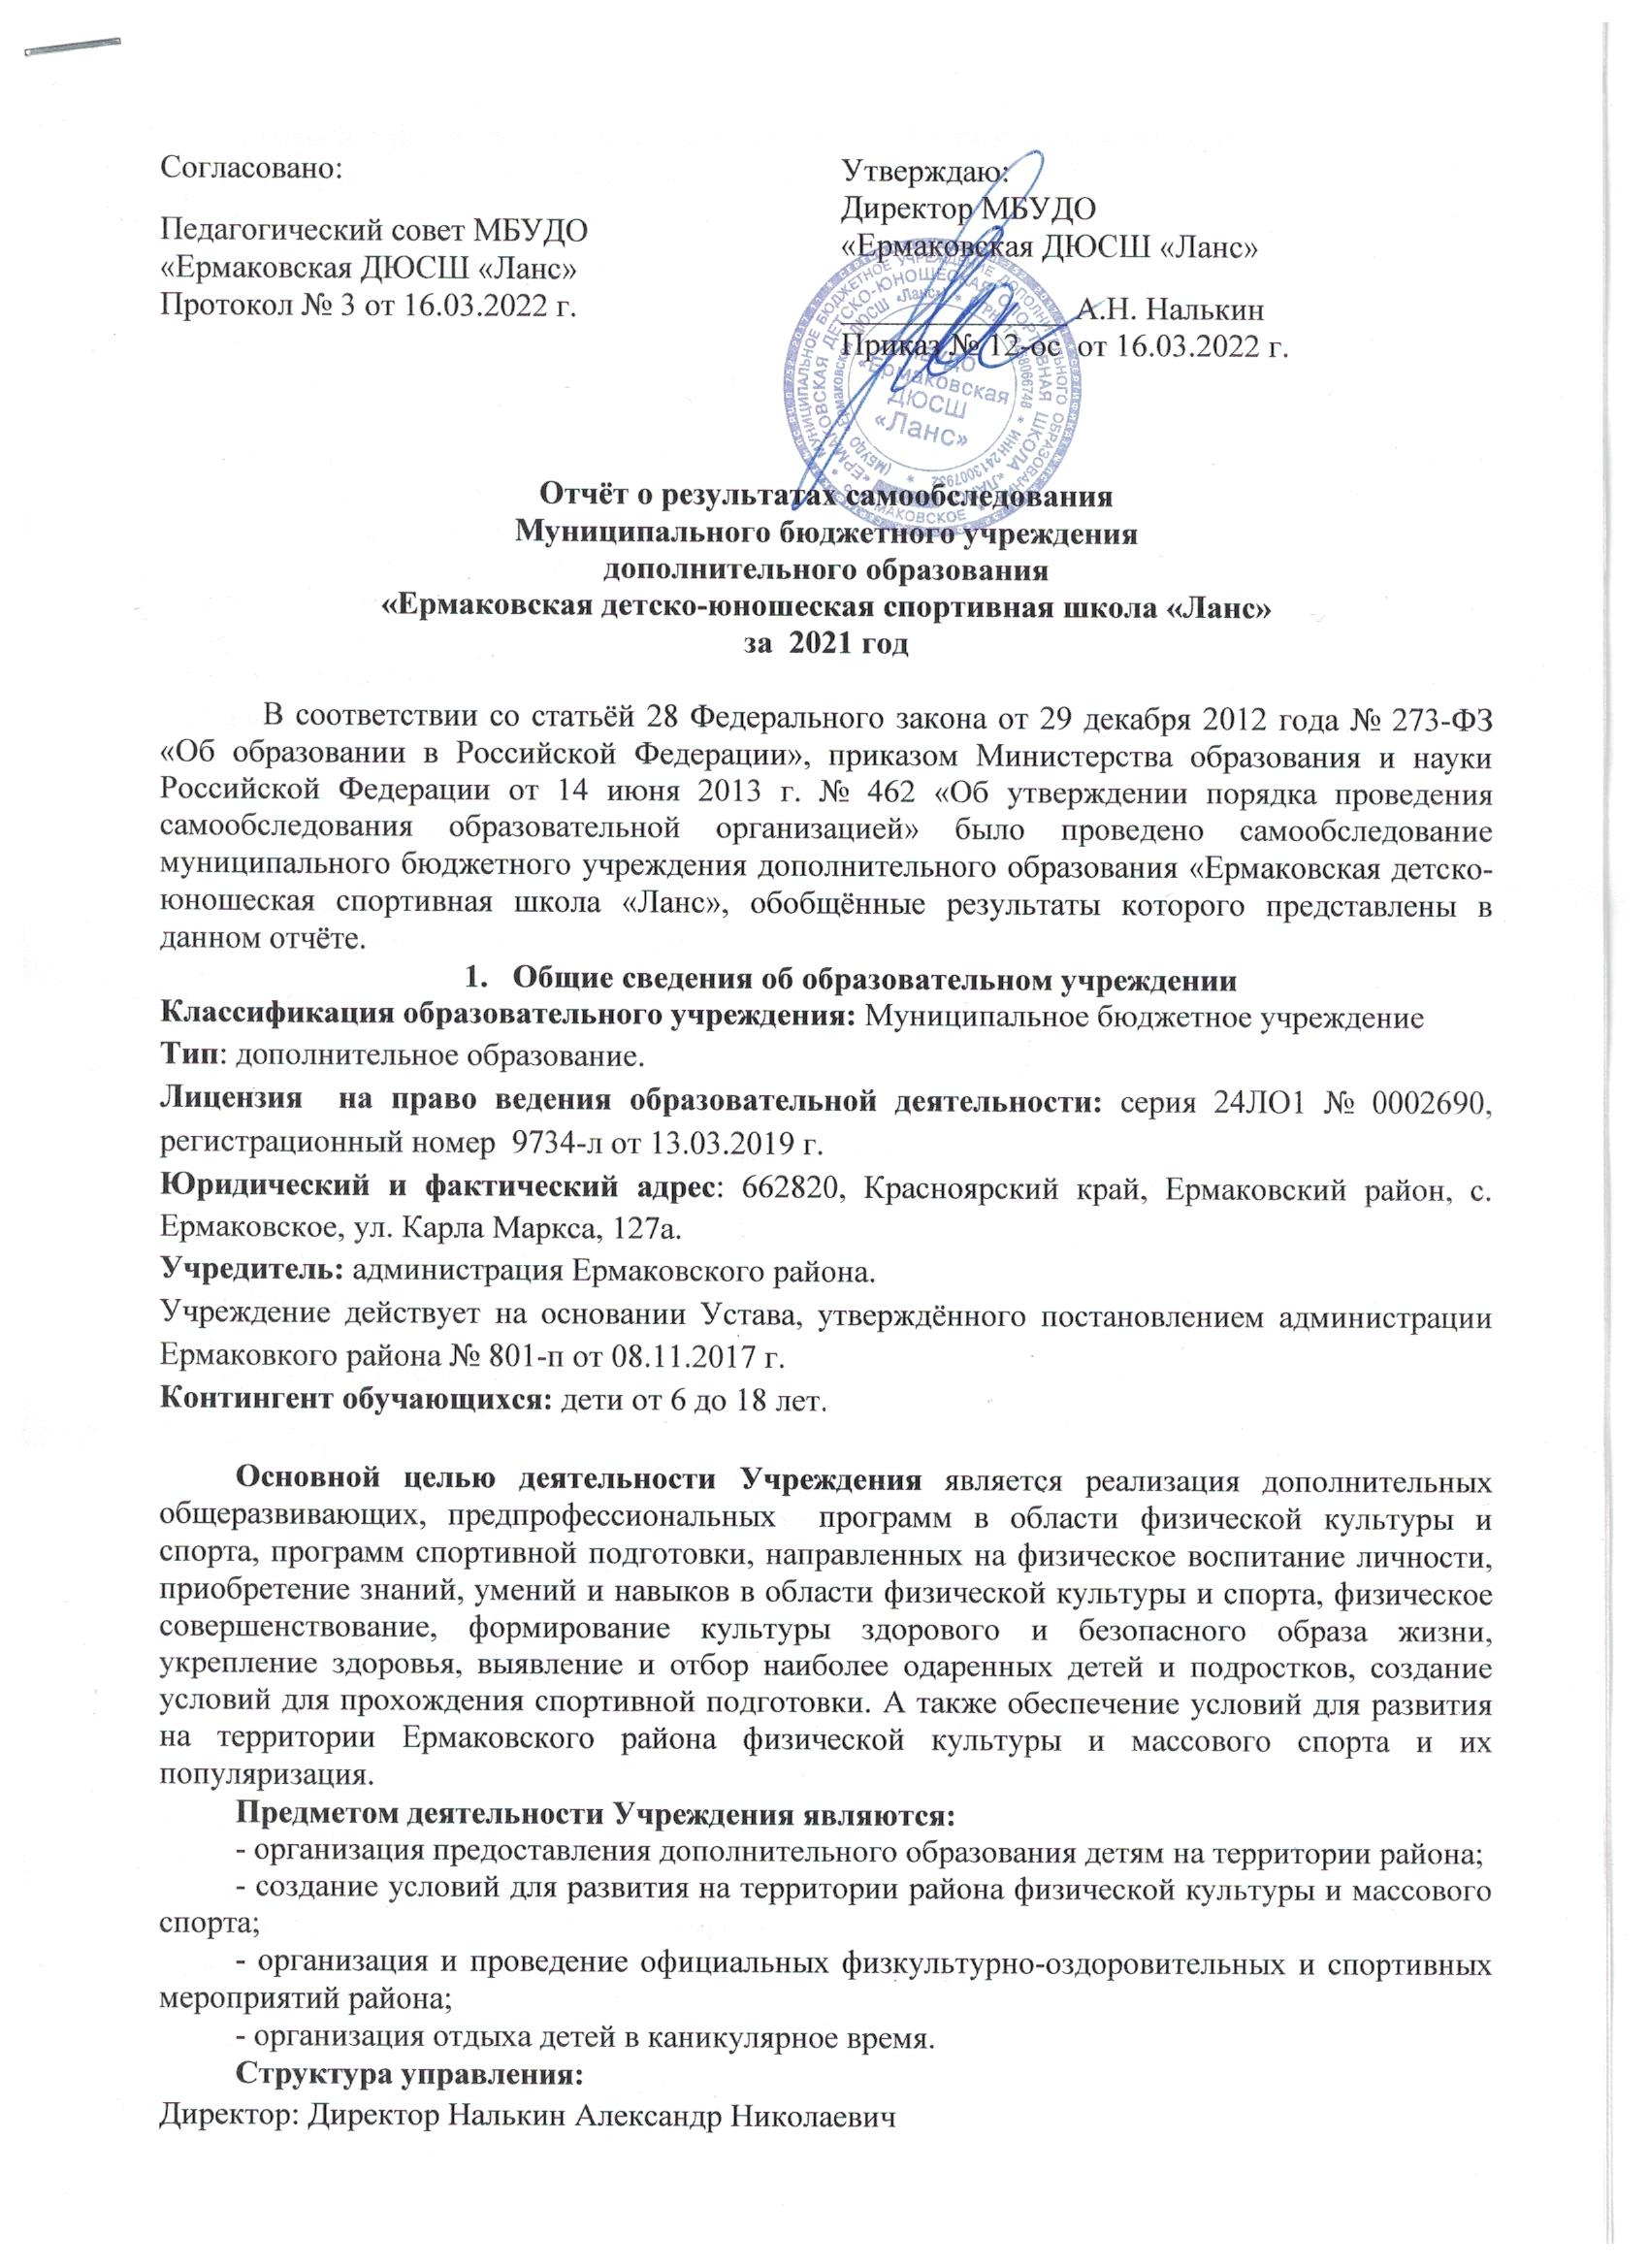 Согласовано:
Педагогический совет МБУДО
«Ермаковская ДЮСШ «Ланс»
Протокол № 3 от 16.03.2022 г.
Утверждаю:
Директор МБУДО
«Ермаковская ДЮСШ «Ланс»
А.Н. Налькин
Приказ № 12-ос от 16.03.2022 г.
«Ермаковская
ДЮСШ
«Ланс»
Отчёт о результатах самообследования
Муниципального бюджетного учреждения
дополнительного образования
«Ермаковская детско-юношеская спортивная школа «Ланс»
за 2021 год
В соответствии со статьёй 28 Федерального закона от 29 декабря 2012 года № 273-ФЗ
«Об образовании в Российской Федерации», приказом Министерства образования и науки
Российской Федерации от 14 июня 2013 г. № 462 «Об утверждении порядка проведения
самообследования образовательной организацией» было проведено самообследование
муниципального бюджетного учреждения дополнительного образования «Ермаковская детско-
юношеская спортивная школа «Ланс», обобщённые результаты которого представлены в
данном отчёте.
1. Общие сведения об образовательном учреждении
Классификация образовательного учреждения: Муниципальное бюджетное учреждение
Тип: дополнительное образование.
Лицензия на право ведения образовательной деятельности: серия 24ЛО1 № 0002690,
регистрационный номер 9734-л от 13.03.2019 г.
Юридический и фактический адрес: 662820, Красноярский край, Ермаковский район, с.
Ермаковское, ул. Карла Маркса, 127а.
Учредитель: администрация Ермаковского района.
Учреждение действует на основании Устава, утверждённого постановлением администрации
Ермаковкого района № 801-п от 08.11.2017 г.
Контингент обучающихся: дети от 6 до 18 лет.
Основной целью деятельности Учреждения является реализация дополнительных
общеразвивающих, предпрофессиональных программ в области физической культуры и
спорта, программ спортивной подготовки, направленных на физическое воспитание личности,
приобретение знаний, умений и навыков в области физической культуры и спорта, физическое
совершенствование, формирование культуры здорового и безопасного образа жизни,
укрепление здоровья, выявление и отбор наиболее одаренных детей и подростков, создание
условий для прохождения спортивной подготовки. А также обеспечение условий для развития
на территории Ермаковского района физической культуры и массового спорта и их
популяризация.
Предметом деятельности Учреждения являются:
- организация предоставления дополнительного образования детям на территории района;
- создание условий для развития на территории района физической культуры и массового
спорта;
- организация и проведение официальных физкультурно-оздоровительных и спортивных
мероприятий района;
- организация отдыха детей в каникулярное время.
Структура управления:
Директор: Директор Налькин Александр Николаевич